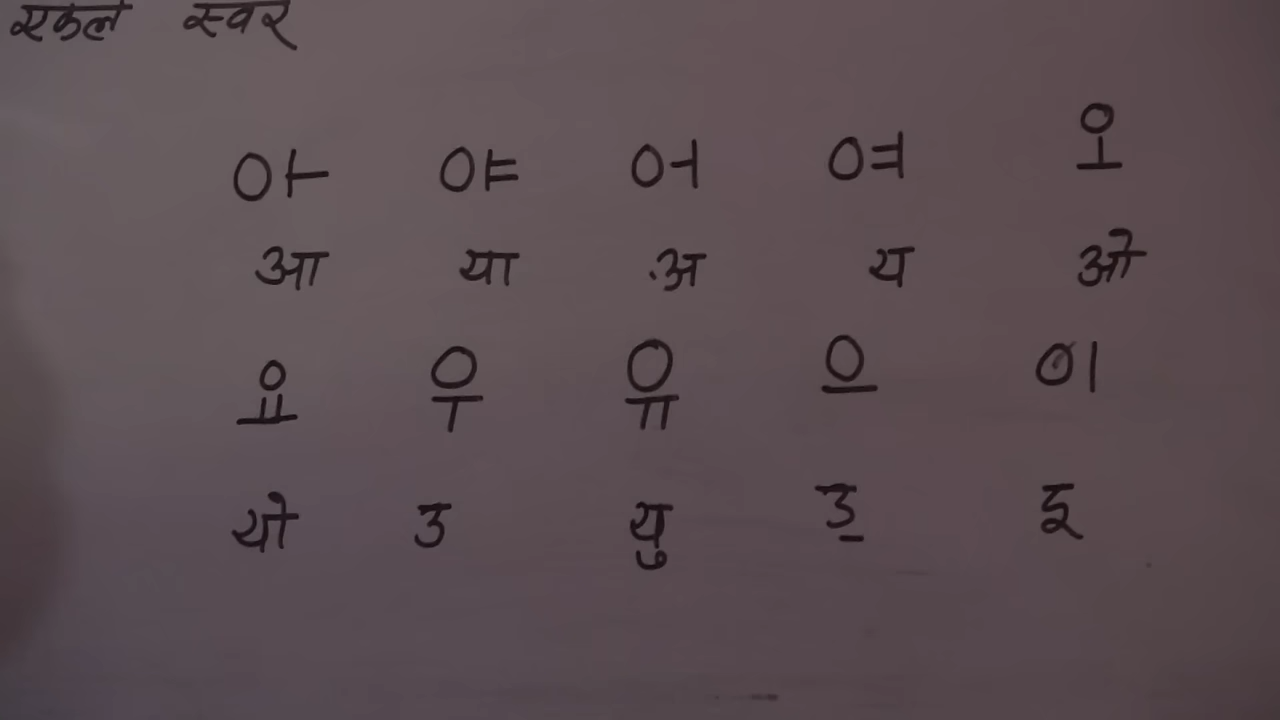 एकल स्वर
아 야 어 여 오
आ या अ य ओ
요 우 유 으 이
यो उ यु उ़ इ